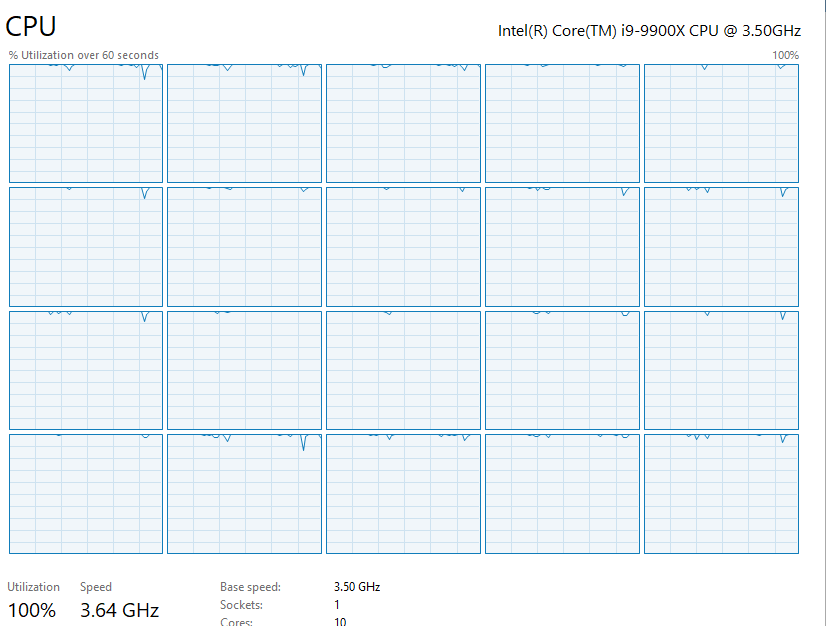 CPU
Intel(R) Core(TM) i9-9900X CPU @ 3.50GHz
% Utilization over 60 seconds
100%
Utilization Speed Base speed: 3.50 GHz
100% 3.64 GHz Sockets: 1
Cores: 10